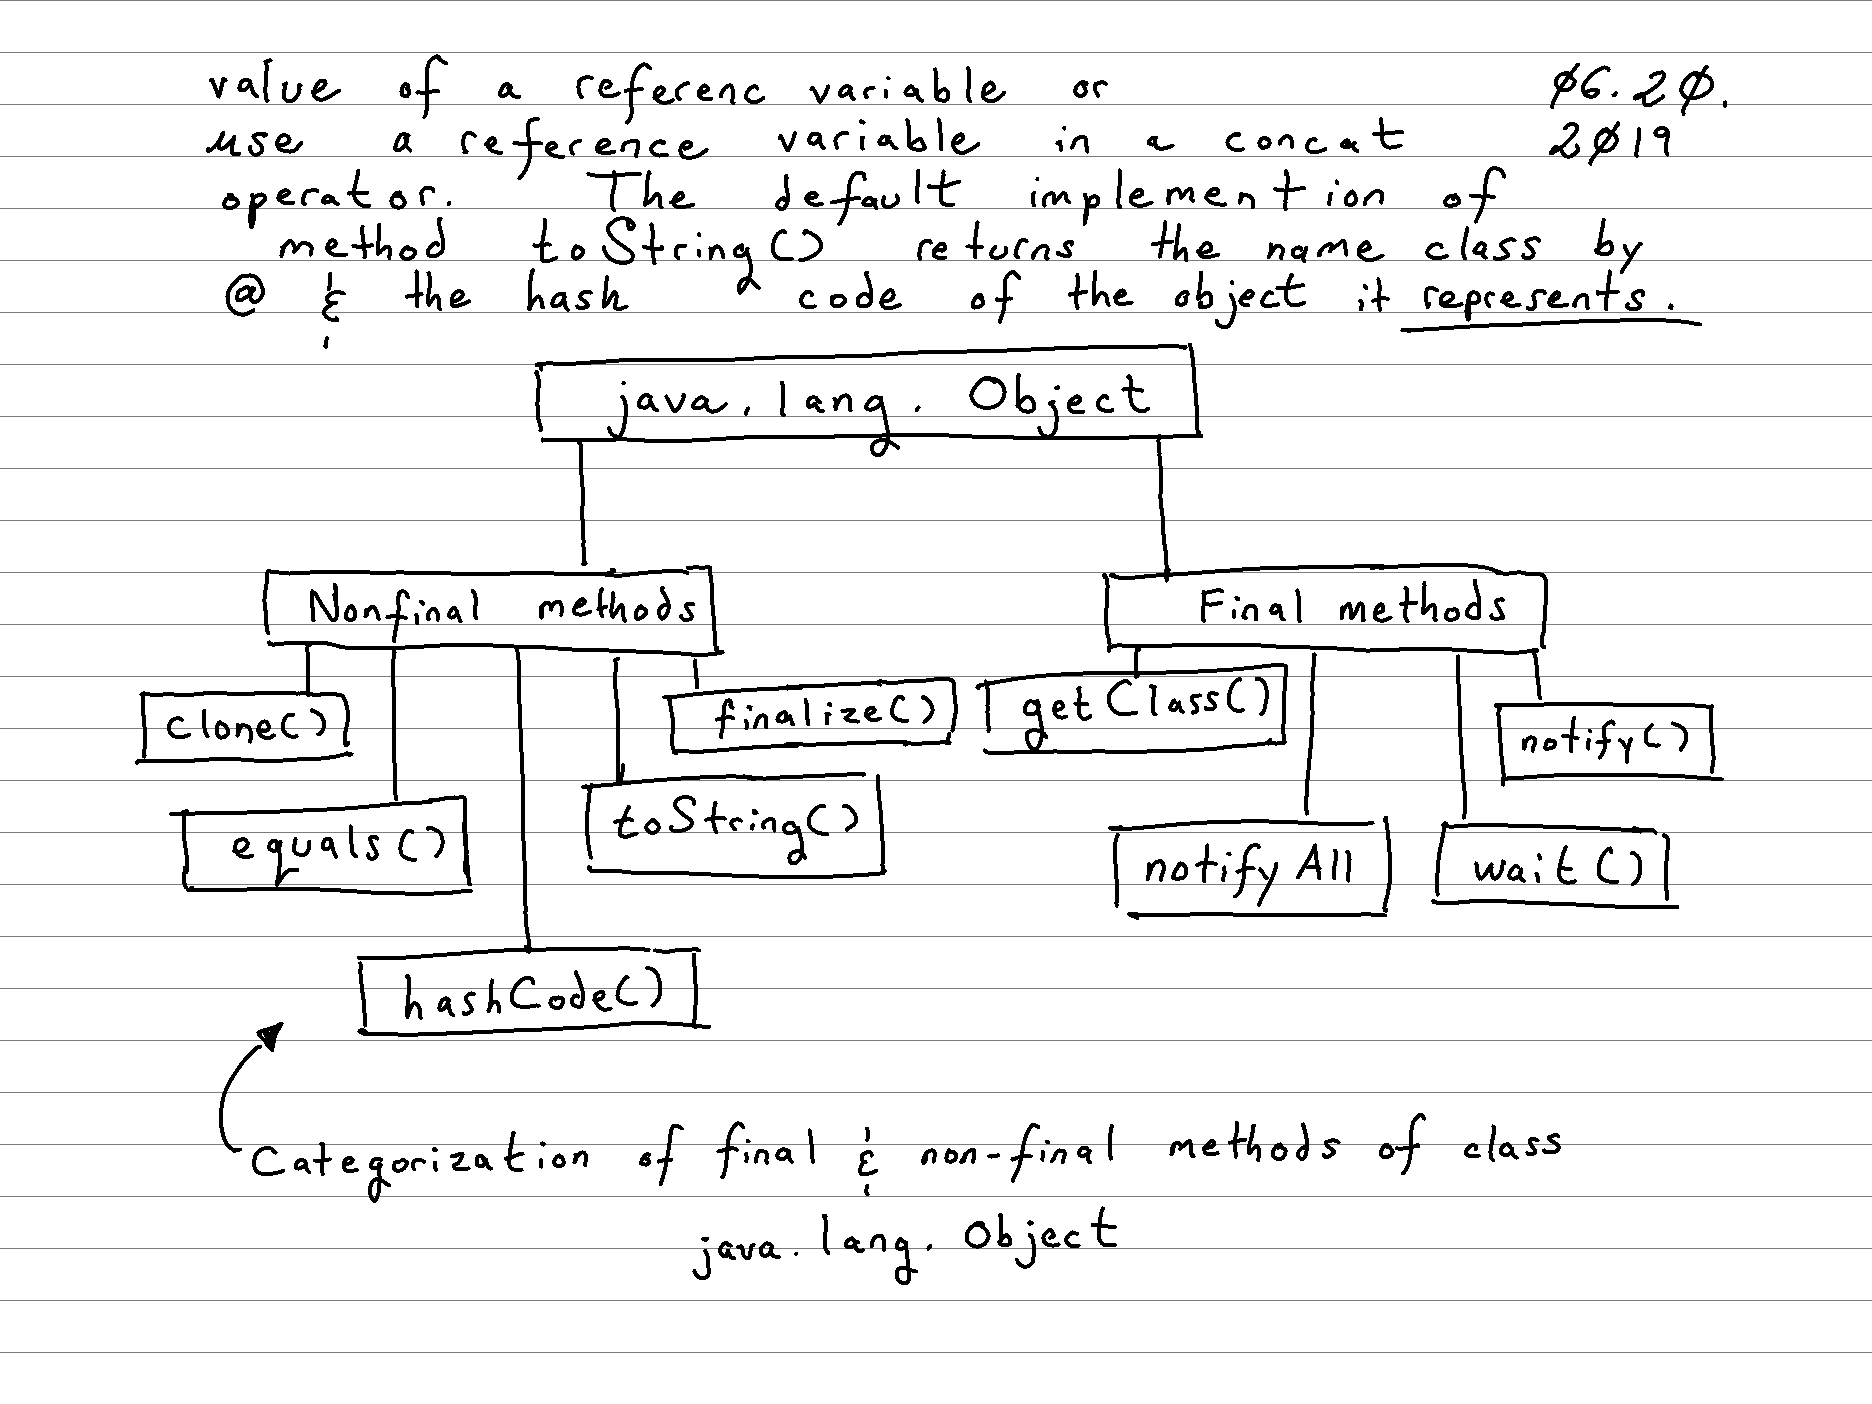 value of a referenc variable or
use a reference variable in a concat
operator. The default implemention of
method toString() returns the name class by
@ & the hash code of the object it represents.
ø6.2ø.
2ø19
java.lang.Object
Nonfinal methods
Final methods
clone()
finalize()
getClass()
notify()
equals()
toString()
notifyAll
wait()
hashCode()
Categorization of final & non-final methods of class
java.lang.Object